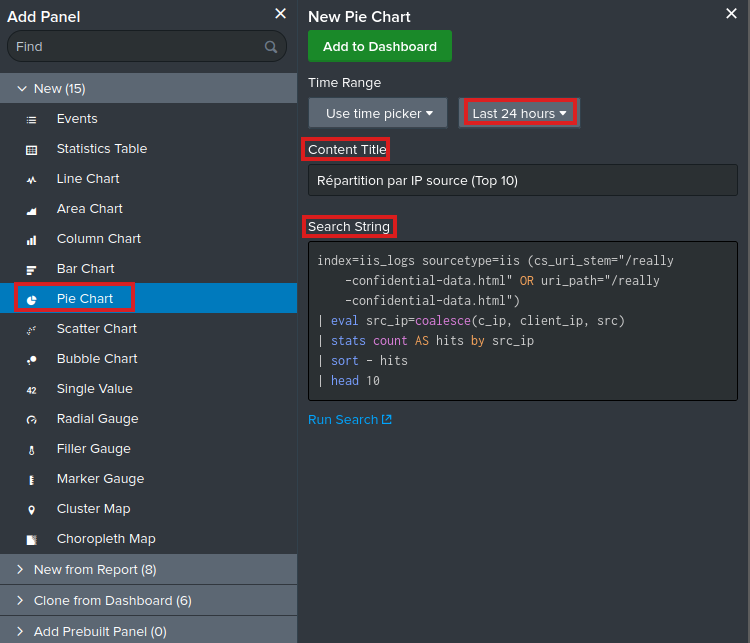 Add Panel
Find
New (15)
Events
Statistics Table
Line Chart
Area Chart
Column Chart
Bar Chart
Pie Chart
Scatter Chart
Bubble Chart
42 Single Value
Radial Gauge
Filler Gauge
Marker Gauge
Cluster Map
Choropleth Map
New from Report (8)
Clone from Dashboard (6)
Add Prebuilt Panel (0)
New Pie Chart
Add to Dashboard
Time Range
Use time picker Last 24 hours
Content Title
Répartition par IP source (Top 10)
Search String
index=iis_logs sourcetype=iis (cs_uri_stem="/really
-confidential-data.html" OR uri_path="/really
-confidential-data.html")
| eval src_ip=coalesce(c_ip, client_ip, src)
| stats count AS hits by src_ip
| sort - hits
| head 10
Run Search